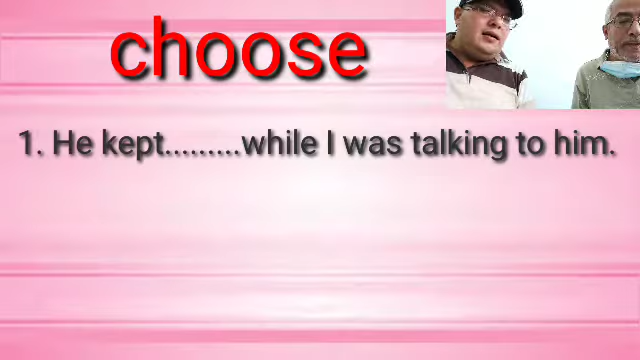 choose
1. He kept.........while I was talking to him.